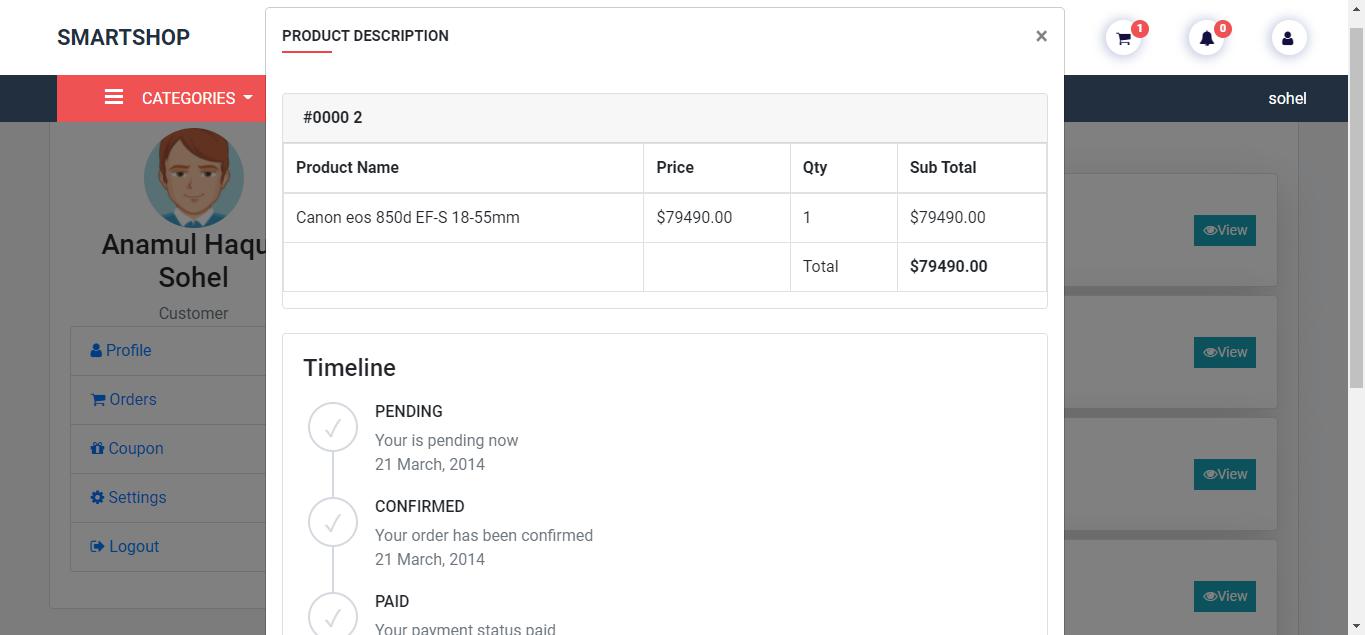 SMARTSHOP
PRODUCT DESCRIPTION ×
1 0
CATEGORIES
sohel
#0000 2
Product Name Price Qty Sub Total
Canon eos 850d EF-S 18-55mm $79490.00 1 $79490.00
Total $79490.00
Anamul Haqu
Sohel
Customer
Profile
Orders
Coupon
Settings
Logout
Timeline
PENDING
Your is pending now
21 March, 2014
CONFIRMED
Your order has been confirmed
21 March, 2014
PAID
Your payment status paid
View
View
View
View